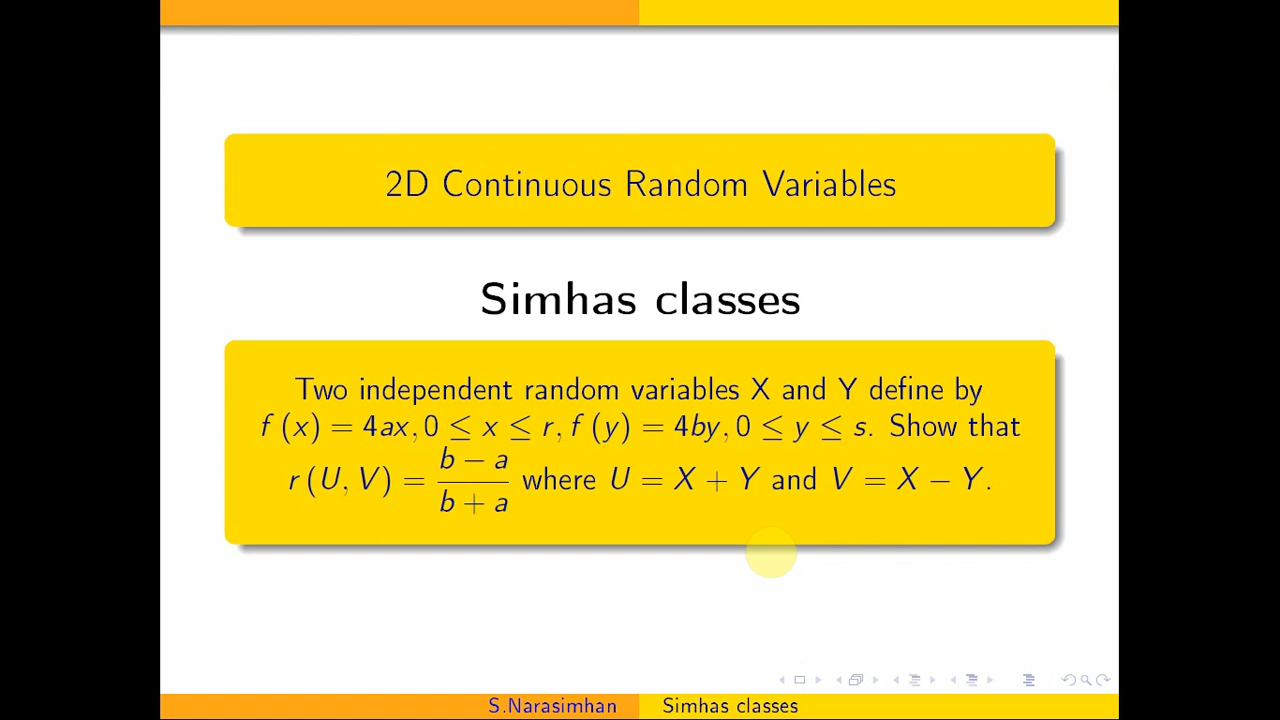 2D Continuous Random Variables
Simhas classes
Two independent random variables X and Y define by
f (x) = 4ax, 0 ≤ x ≤ r, f (y) = 4by, 0 ≤ y ≤ s. Show that
r (U, V) = \frac{b − a}{b + a} where U = X + Y and V = X − Y.
S.Narasimhan Simhas classes